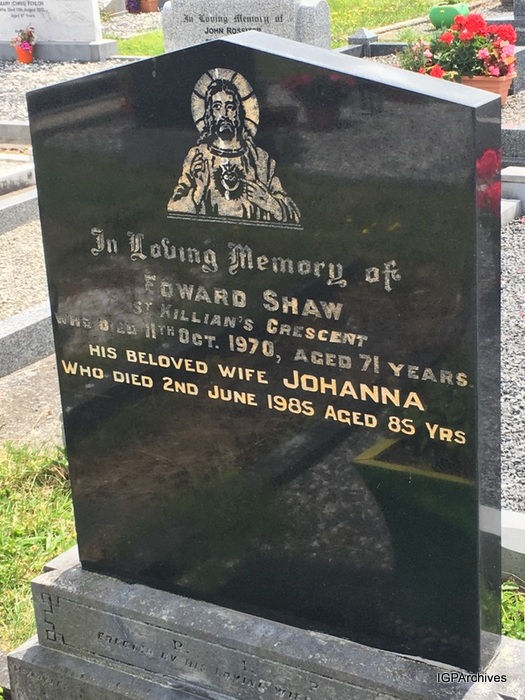 In Loving Memory of
JOHN
In Loving Memory of
EDWARD SHAW
ST KILLIAN'S CRESCENT
WHO DIED 11TH OCT. 1970, AGED 71 YEARS.
HIS BELOVED WIFE JOHANNA
WHO DIED 2ND JUNE 1985 AGED 85 YRS
ERECTED BY HIS LOVING WIFE
IGPArchives